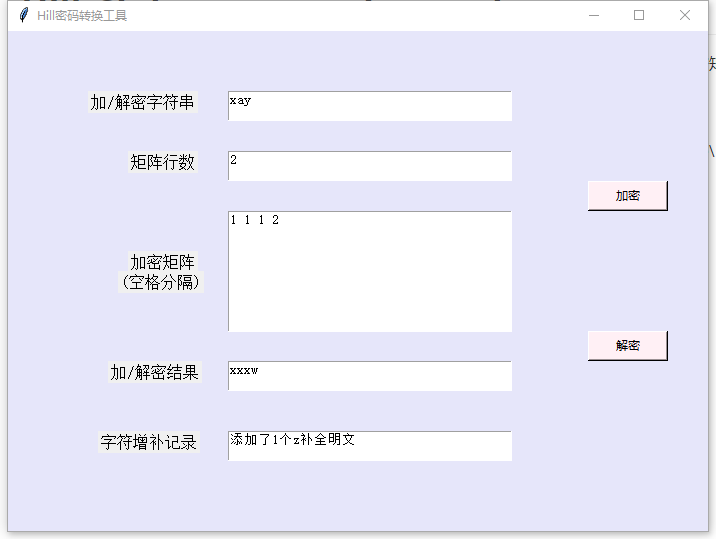 Hill密码转换工具
加/解密字符串
xay
矩阵行数
2
加密
1 1 1 2
加密矩阵
(空格分隔)
解密
加/解密结果
xxxw
字符增补记录
添加了1个z补全明文